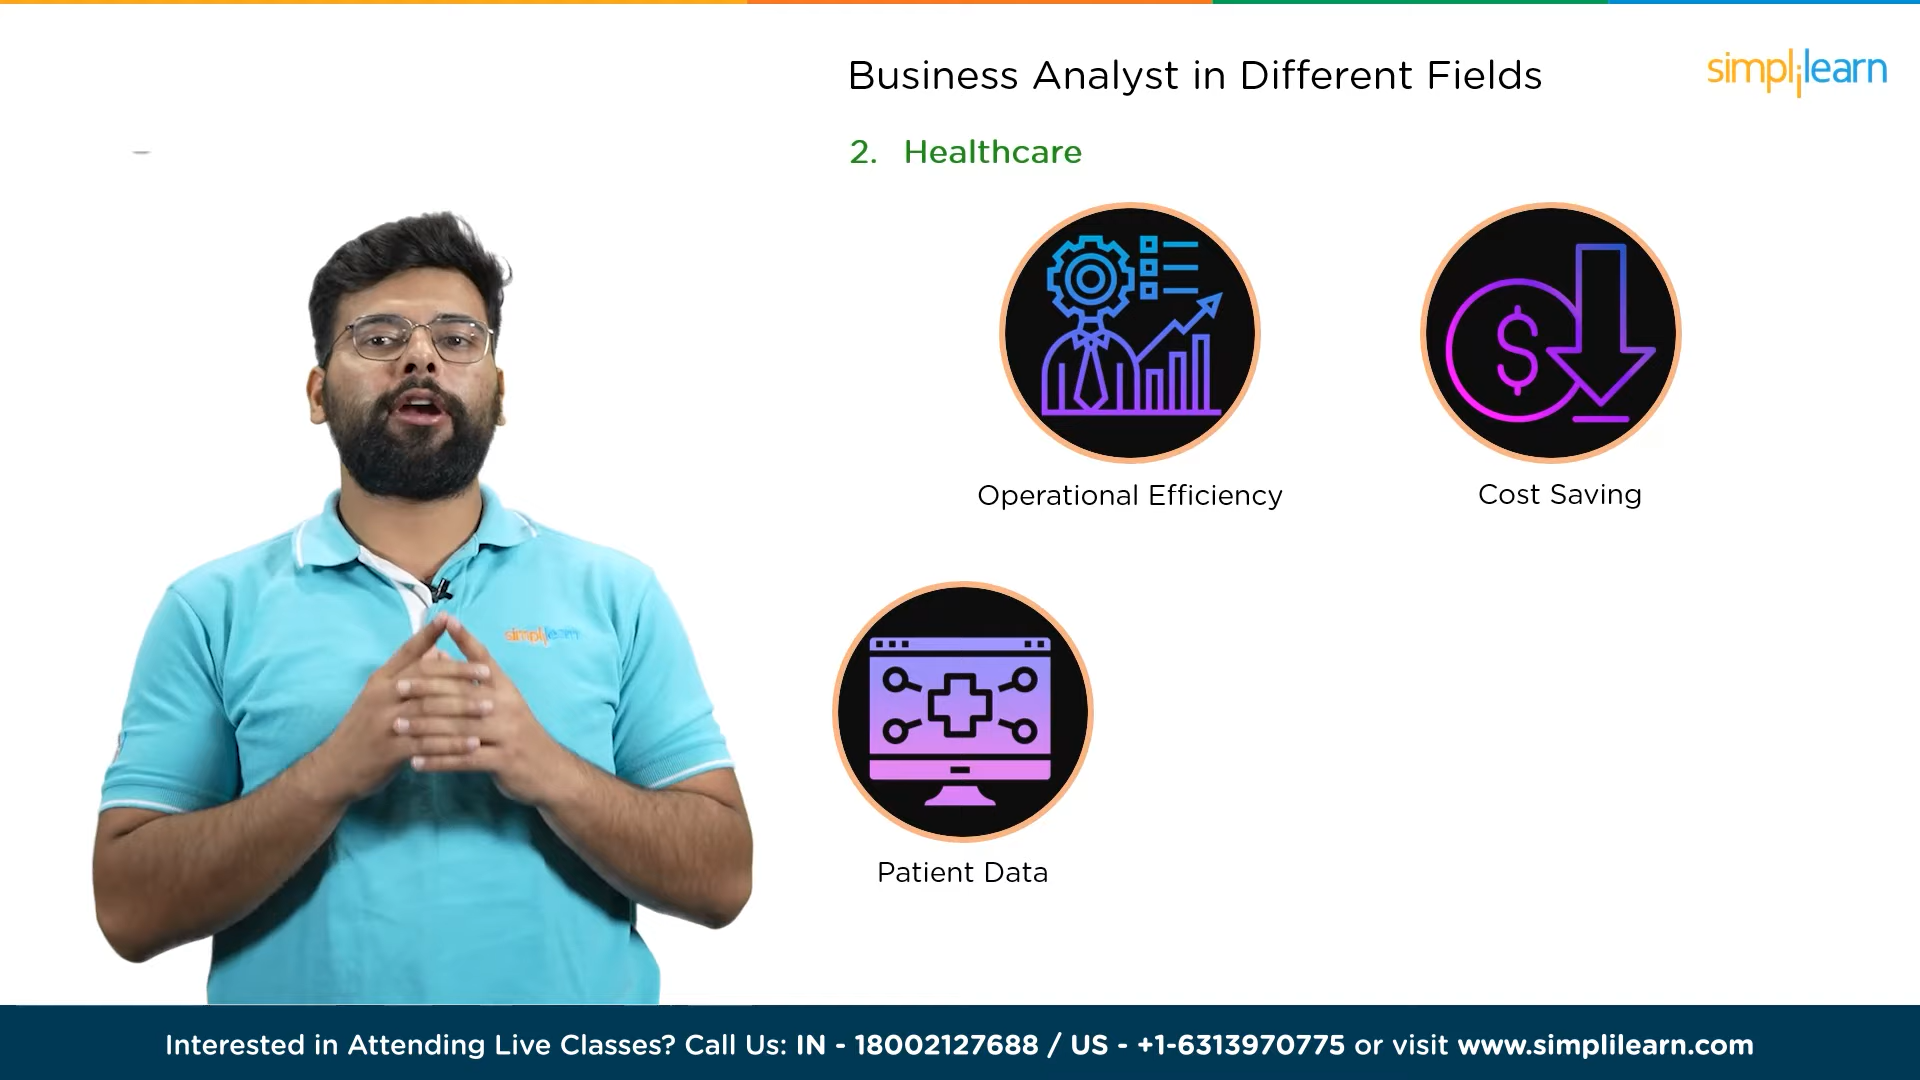 Business Analyst in Different Fields
simplilearn
2. Healthcare
Operational Efficiency
Cost Saving
simplilearn
Patient Data
Interested in Attending Live Classes? Call Us: IN - 18002127688 / US - +1-6313970775 or visit www.simplilearn.com